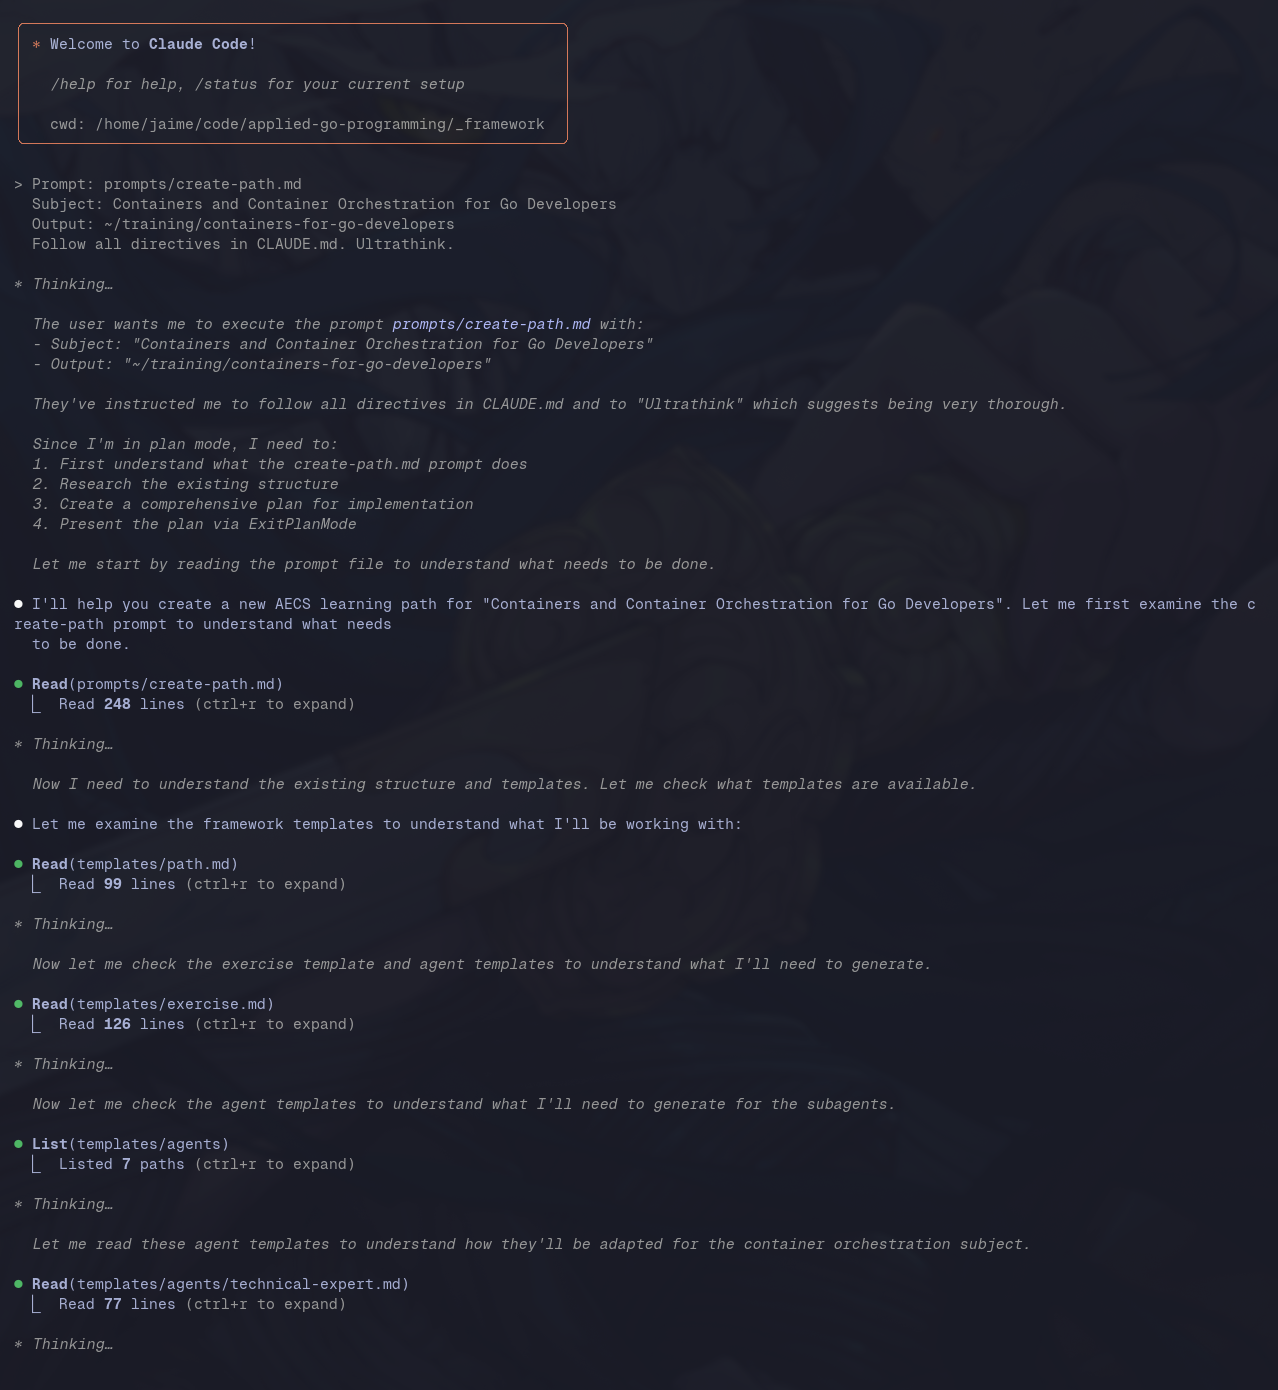 * Welcome to Claude Code!
/help for help, /status for your current setup
cwd: /home/jaime/code/applied-go-programming/_framework
> Prompt: prompts/create-path.md
Subject: Containers and Container Orchestration for Go Developers
Output: ~/training/containers-for-go-developers
Follow all directives in CLAUDE.md. Ultrathink.
* Thinking…
The user wants me to execute the prompt prompts/create-path.md with:
- Subject: "Containers and Container Orchestration for Go Developers"
- Output: "~/training/containers-for-go-developers"
They've instructed me to follow all directives in CLAUDE.md and to "Ultrathink" which suggests being very thorough.
Since I'm in plan mode, I need to:
1. First understand what the create-path.md prompt does
2. Research the existing structure
3. Create a comprehensive plan for implementation
4. Present the plan via ExitPlanMode
Let me start by reading the prompt file to understand what needs to be done.
● I'll help you create a new AECS learning path for "Containers and Container Orchestration for Go Developers". Let me first examine the c
reate-path prompt to understand what needs
to be done.
● Read(prompts/create-path.md)
⎿ Read 248 lines (ctrl+r to expand)
* Thinking…
Now I need to understand the existing structure and templates. Let me check what templates are available.
● Let me examine the framework templates to understand what I'll be working with:
● Read(templates/path.md)
⎿ Read 99 lines (ctrl+r to expand)
* Thinking…
Now let me check the exercise template and agent templates to understand what I'll need to generate.
● Read(templates/exercise.md)
⎿ Read 126 lines (ctrl+r to expand)
* Thinking…
Now let me check the agent templates to understand what I'll need to generate for the subagents.
● List(templates/agents)
⎿ Listed 7 paths (ctrl+r to expand)
* Thinking…
Let me read these agent templates to understand how they'll be adapted for the container orchestration subject.
● Read(templates/agents/technical-expert.md)
⎿ Read 77 lines (ctrl+r to expand)
* Thinking…